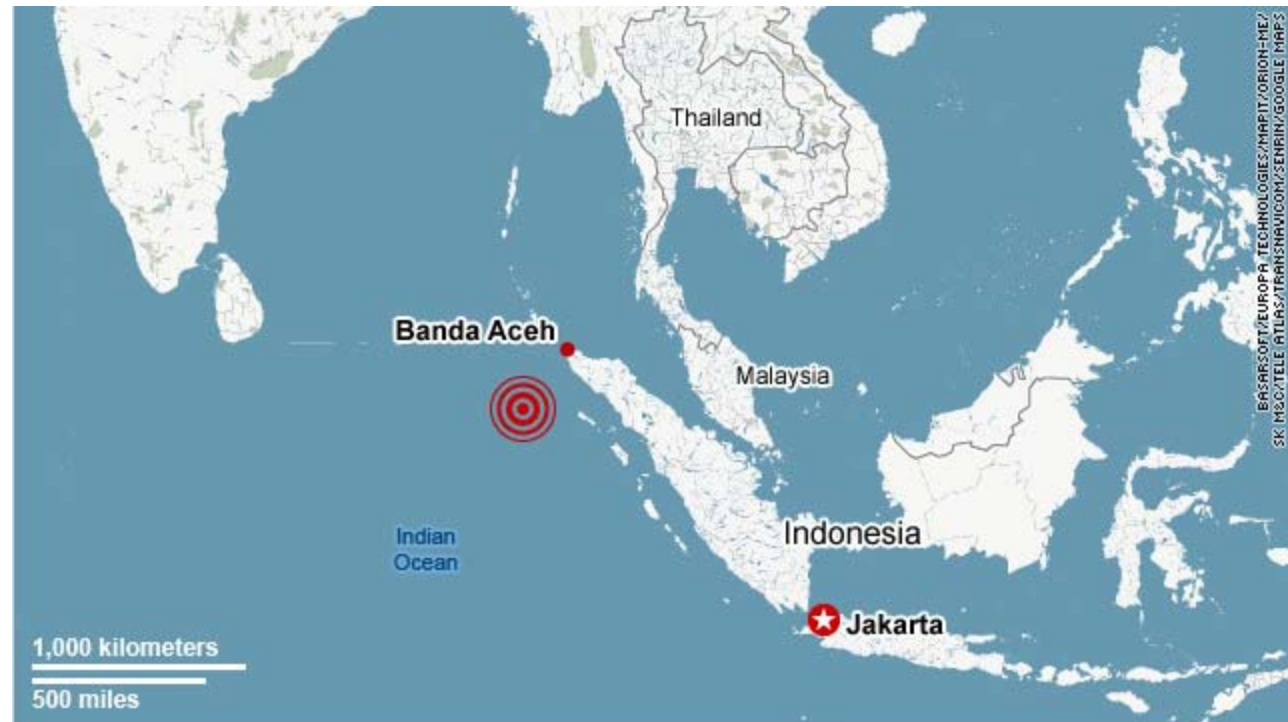 Thailand
Banda Aceh
Malaysia
Indian
Ocean
Indonesia
Jakarta
1,000 kilometers
500 miles
BASARSOFT/EUROPA TECHNOLOGIES/MAPIT/ORION-ME/
SK M&C/TELE ATLAS/TRANSNAVICOM/SENRIN/GOOGLE MAPS